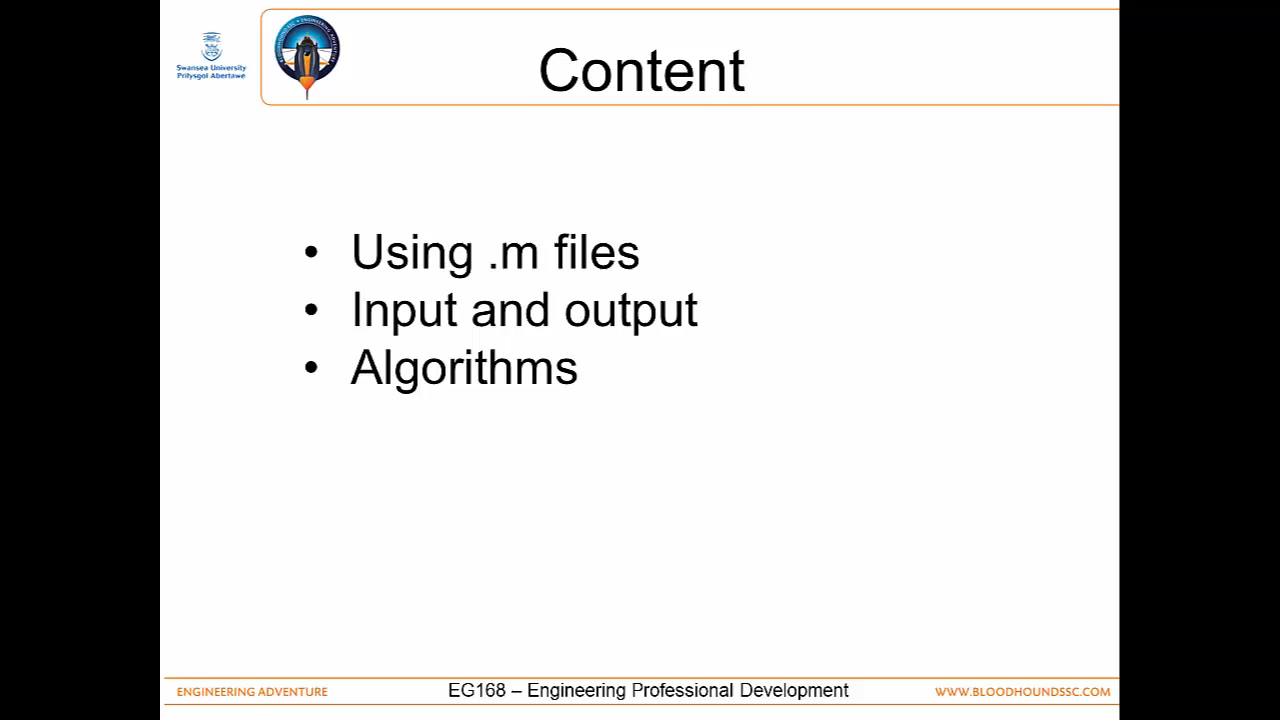 Content
Swansea University
Prifysgol Abertawe
• Using .m files
• Input and output
• Algorithms
ENGINEERING ADVENTURE
EG168 – Engineering Professional Development
WWW.BLOODHOUNDSSC.COM